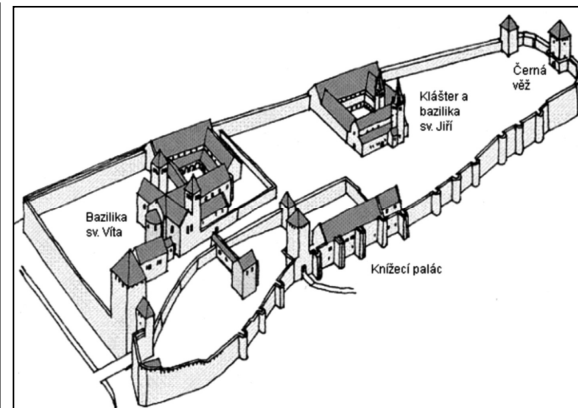 Černá
věž
Klášter a
bazilika
sv. Jiří
Bazilika
sv. Víta
Knížecí palác